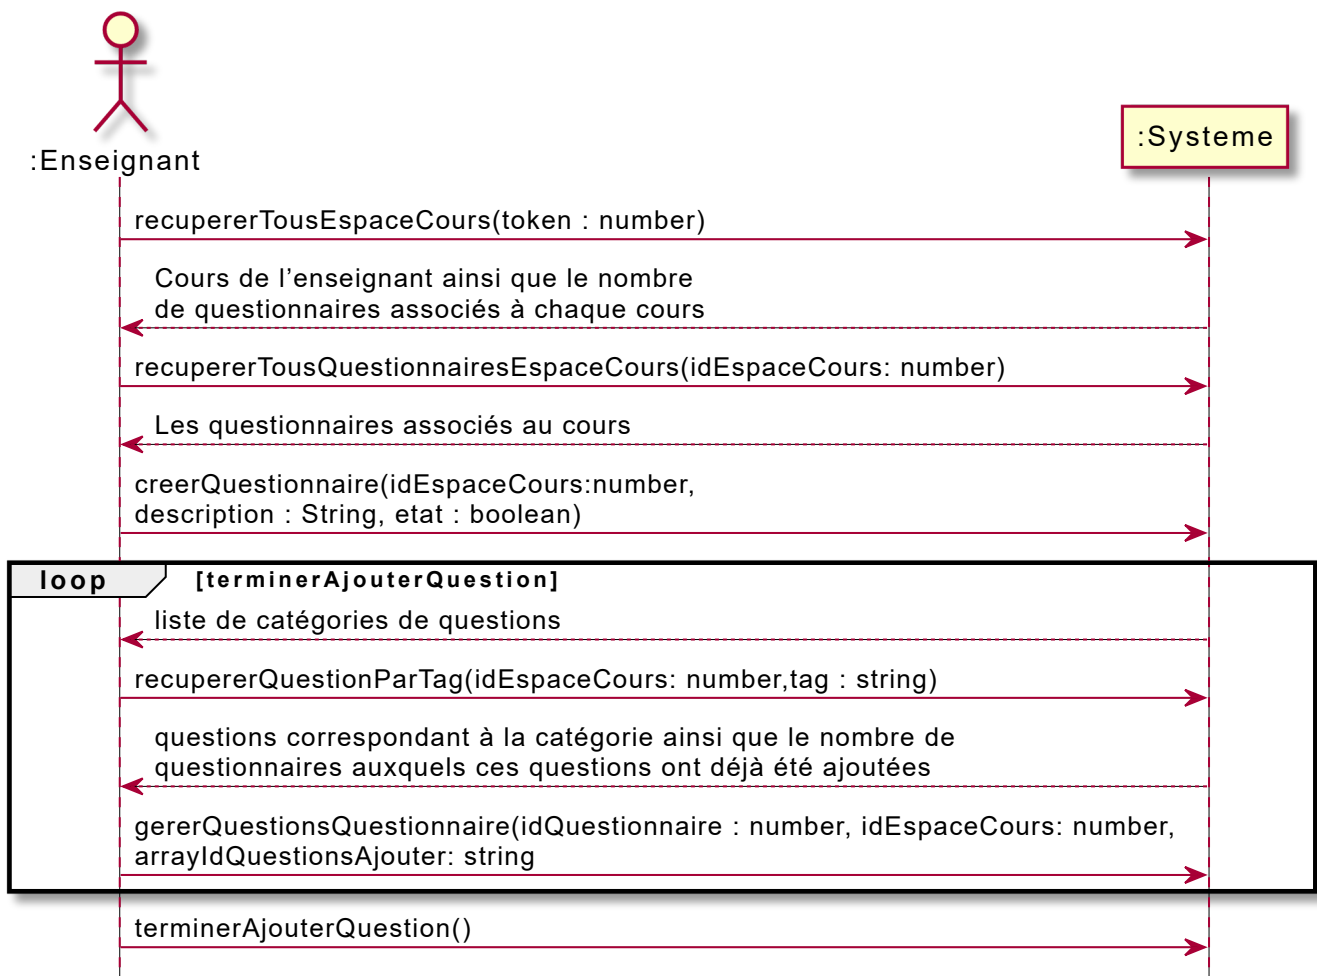 :Enseignant
:Systeme
recupererTousEspaceCours(token : number)
Cours de l'enseignant ainsi que le nombre
de questionnaires associés à chaque cours
recupererTousQuestionnairesEspaceCours(idEspaceCours: number)
Les questionnaires associés au cours
creerQuestionnaire(idEspaceCours:number,
description : String, etat : boolean)
loop [terminerAjouterQuestion]
liste de catégories de questions
recupererQuestionParTag(idEspaceCours: number,tag : string)
questions correspondant à la catégorie ainsi que le nombre de
questionnaires auxquels ces questions ont déjà été ajoutées
gererQuestionsQuestionnaire(idQuestionnaire : number, idEspaceCours: number,
arrayIdQuestionsAjouter: string
terminerAjouterQuestion()